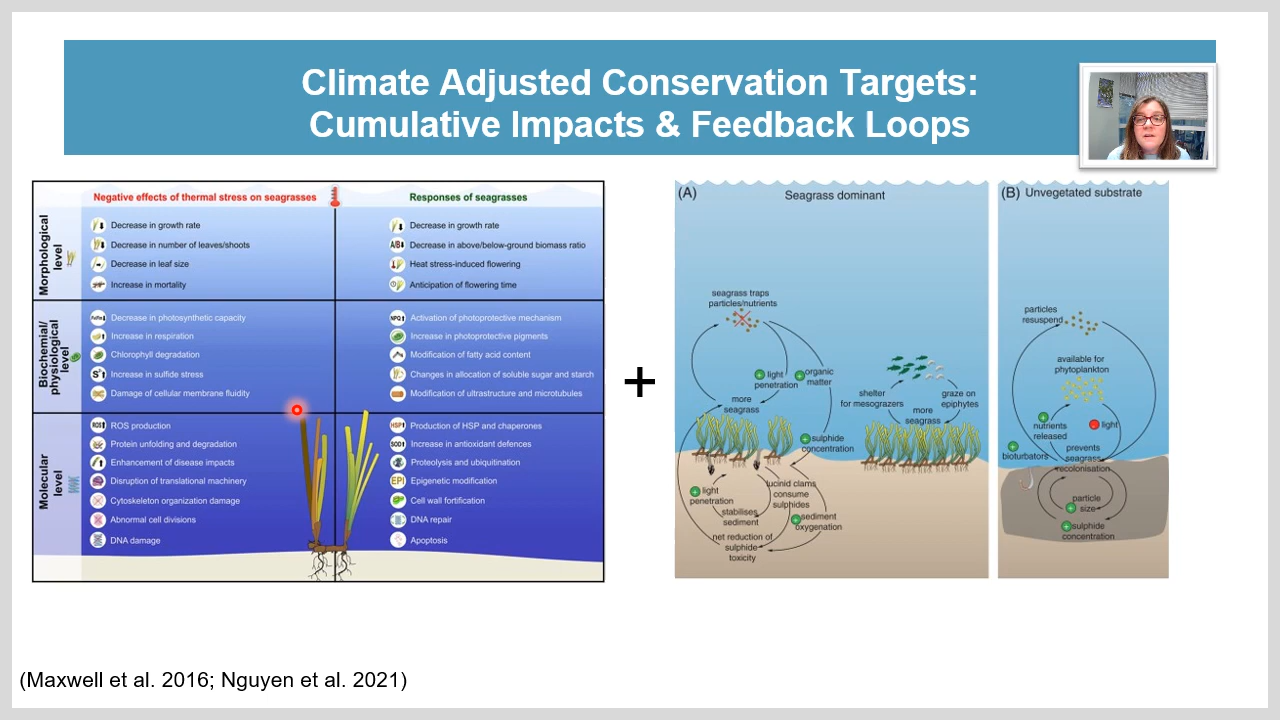 Climate Adjusted Conservation Targets:
Cumulative Impacts & Feedback Loops
Negative effects of thermal stress on seagrasses
Responses of seagrasses
Morphological
level
Decrease in growth rate
Decrease in number of leaves/shoots
Decrease in leaf size
Increase in mortality
Decrease in growth rate
A/B
Decrease in above/below-ground biomass ratio
Heat stress-induced flowering
Anticipation of flowering time
Biochemical/
physiological
level
Decrease in photosynthetic capacity
Increase in respiration
Chlorophyll degradation
Increase in sulfide stress
Damage of cellular membrane fluidity
NPQ
Activation of photoprotective mechanism
Increase in photoprotective pigments
Modification of fatty acid content
Changes in allocation of soluble sugar and starch
Modification of ultrastructure and microtubules
Molecular
level
ROS
ROS production
Protein unfolding and degradation
Enhancement of disease impacts
Disruption of translational machinery
Cytoskeleton organization damage
Abnormal cell divisions
DNA damage
HSP
Production of HSP and chaperones
SOD
Increase in antioxidant defences
Proteolysis and ubiquitination
EPI
Epigenetic modification
Cell wall fortification
DNA repair
Apoptosis
+
(A)
Seagrass dominant
seagrass traps
particles/nutrients
+ light
penetration
+ organic
matter
more
seagrass
shelter
for mesograzers
graze on
epiphytes
more
seagrass
+ sulphide
concentration
+ light
penetration
stabilises
sediment
lucinid clams
consume
sulphides
+ sediment
oxygenation
net reduction of
sulphide
toxicity
(B) Unvegetated substrate
particles
resuspend
available for
phytoplankton
+
nutrients
released
- light
+
bioturbators
prevents
seagrass
recolonisation
particle
+ size
+ sulphide
concentration
(Maxwell et al. 2016; Nguyen et al. 2021)